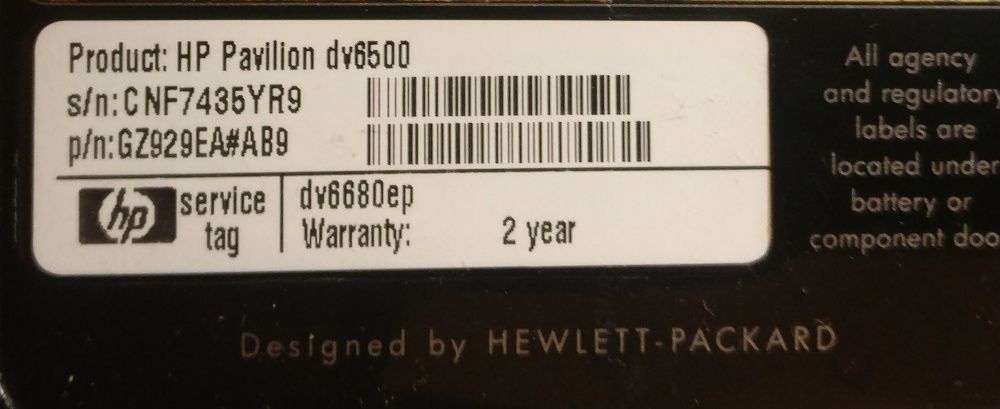 Product: HP Pavilion dv6500
s/n:CNF7435YR9
p/n:GZ929EA#AB9
hp
service
tag
dv6680ep
Warranty: 2 year
All agency
and regulatory
labels are
located under
battery or
component doo
Designed by HEWLETT-PACKARD